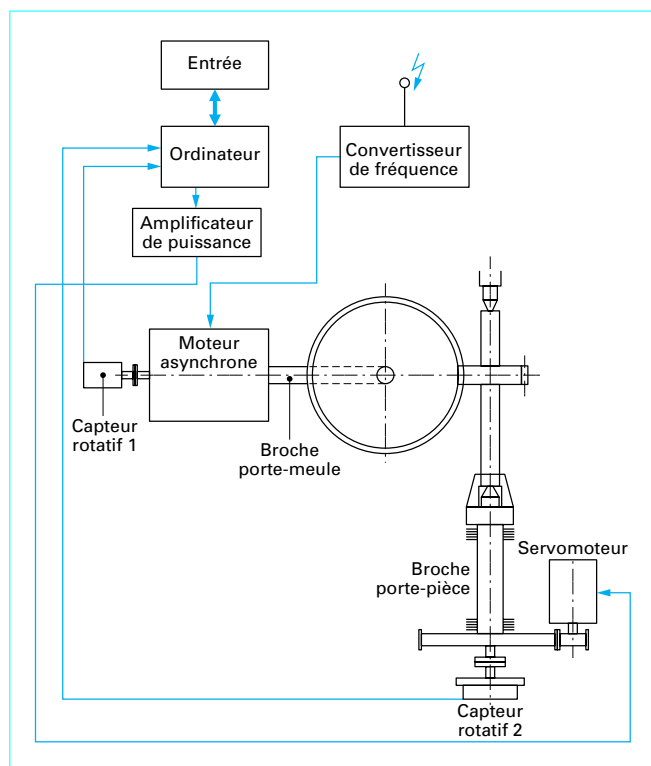 Entrée
Ordinateur
Convertisseur
de fréquence
Amplificateur
de puissance
Moteur
asynchrone
Capteur
rotatif 1
Broche
porte-meule
Servomoteur
Broche
porte-pièce
Capteur
rotatif 2